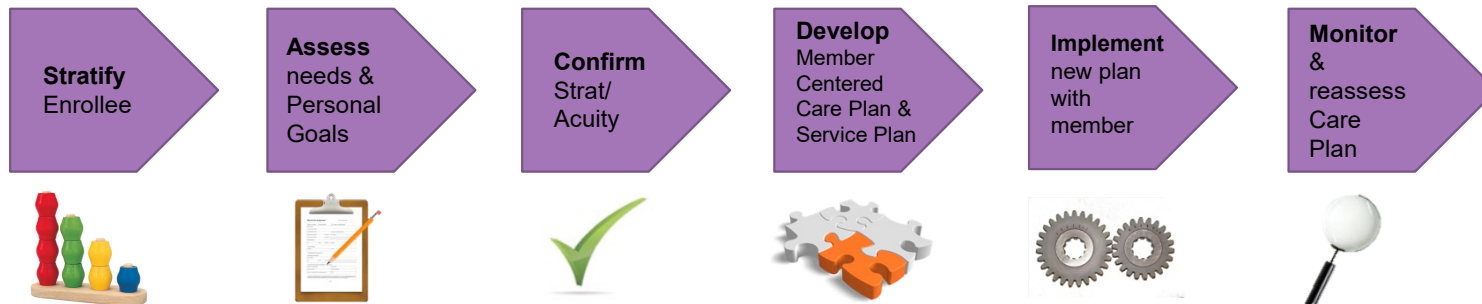 Stratify
Enrollee
Assess
needs &
Personal
Goals
Confirm
Strat/
Acuity
Develop
Member
Centered
Care Plan &
Service Plan
Implement
new plan
with
member
Monitor
&
reassess
Care
Plan